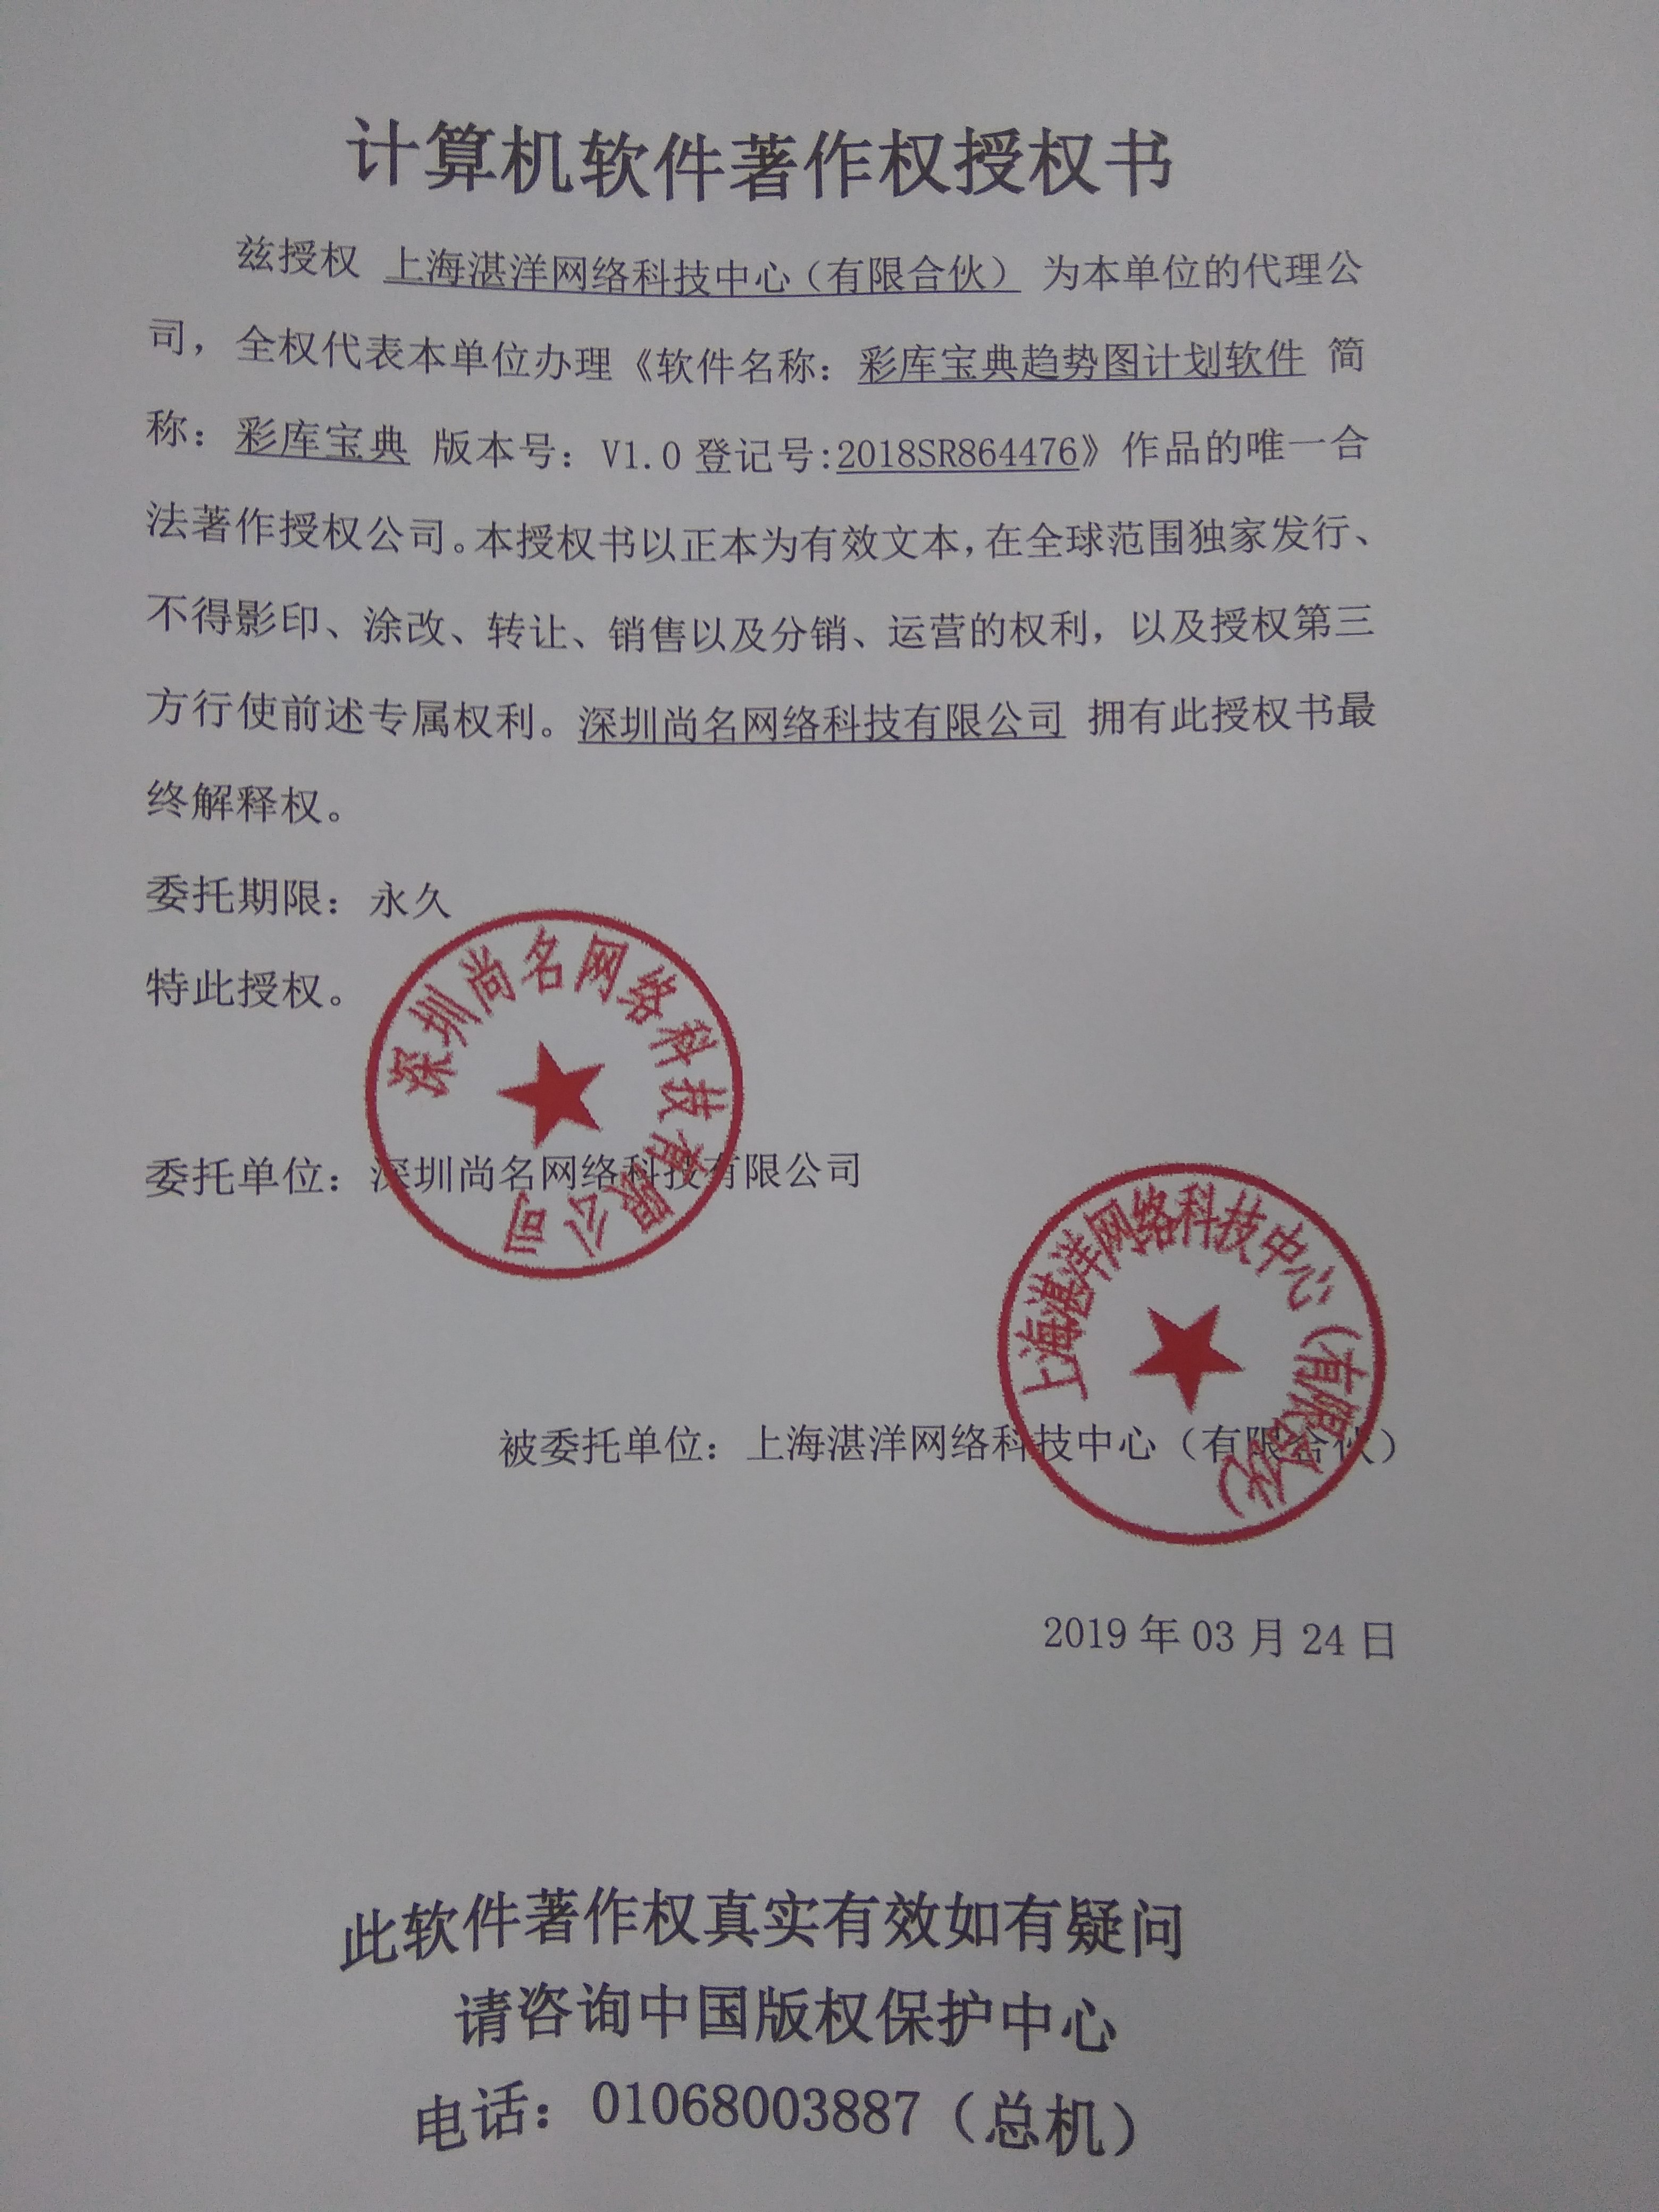 计算机软件著作权授权书
兹授权 上海湛洋网络科技中心（有限合伙） 为本单位的代理公
司，全权代表本单位办理《软件名称：彩库宝典趋势图计划软件 简
称：彩库宝典 版本号：V1.0 登记号:2018SR864476》作品的唯一合
法著作授权公司。本授权书以正本为有效文本，在全球范围独家发行、
不得影印、涂改、转让、销售以及分销、运营的权利，以及授权第三
方行使前述专属权利。深圳尚名网络科技有限公司 拥有此授权书最
终解释权。
委托期限：永久
特此授权。
深圳尚名网络科技有限公司
委托单位：深圳尚名网络科技有限公司
上海湛洋网络科技中心（有限合伙）
被委托单位：上海湛洋网络科技中心（有限合伙）
2019 年 03 月 24 日
此软件著作权真实有效如有疑问
请咨询中国版权保护中心
电话：01068003887（总机）